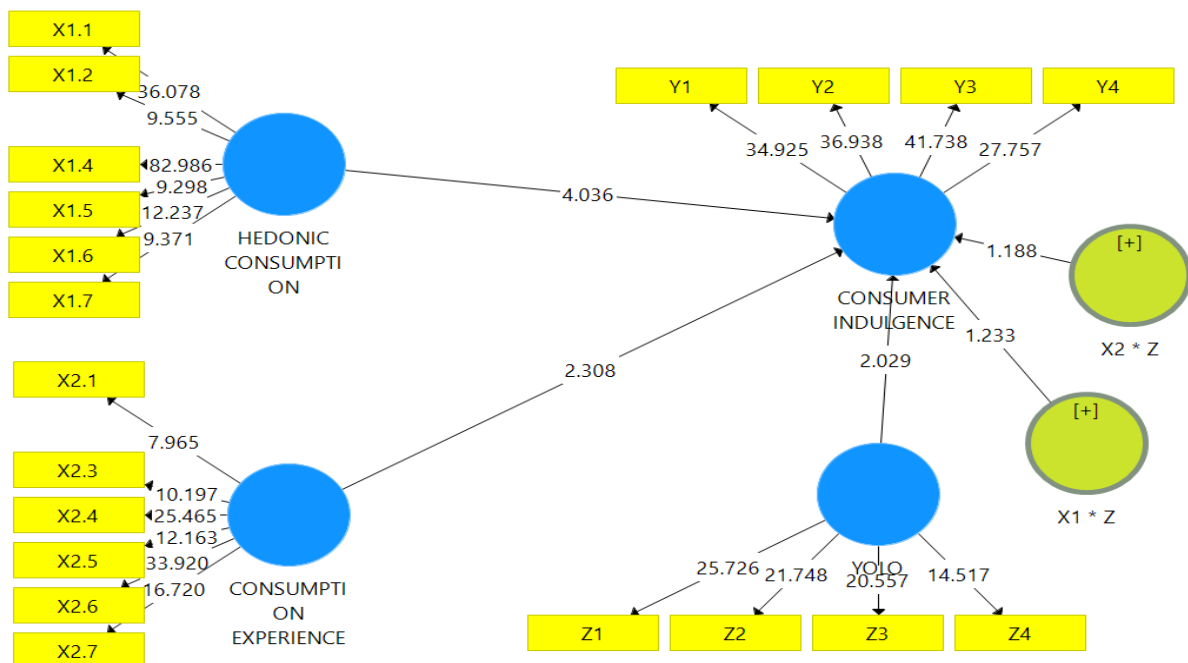 X1.1
X1.2
X1.4
X1.5
X1.6
X1.7
36.078
9.555
82.986
9.298
12.237
9.371
HEDONIC
CONSUMPTI
ON
4.036
Y1
Y2
Y3
Y4
34.925
36.938
41.738
27.757
CONSUMER
INDULGENCE
1.188
[+]
X2 * Z
1.233
[+]
X1 * Z
2.308
2.029
X2.1
X2.3
X2.4
X2.5
X2.6
X2.7
7.965
10.197
25.465
12.163
33.920
16.720
CONSUMPTI
ON
EXPERIENCE
YOLO
25.726
21.748
20.557
14.517
Z1
Z2
Z3
Z4